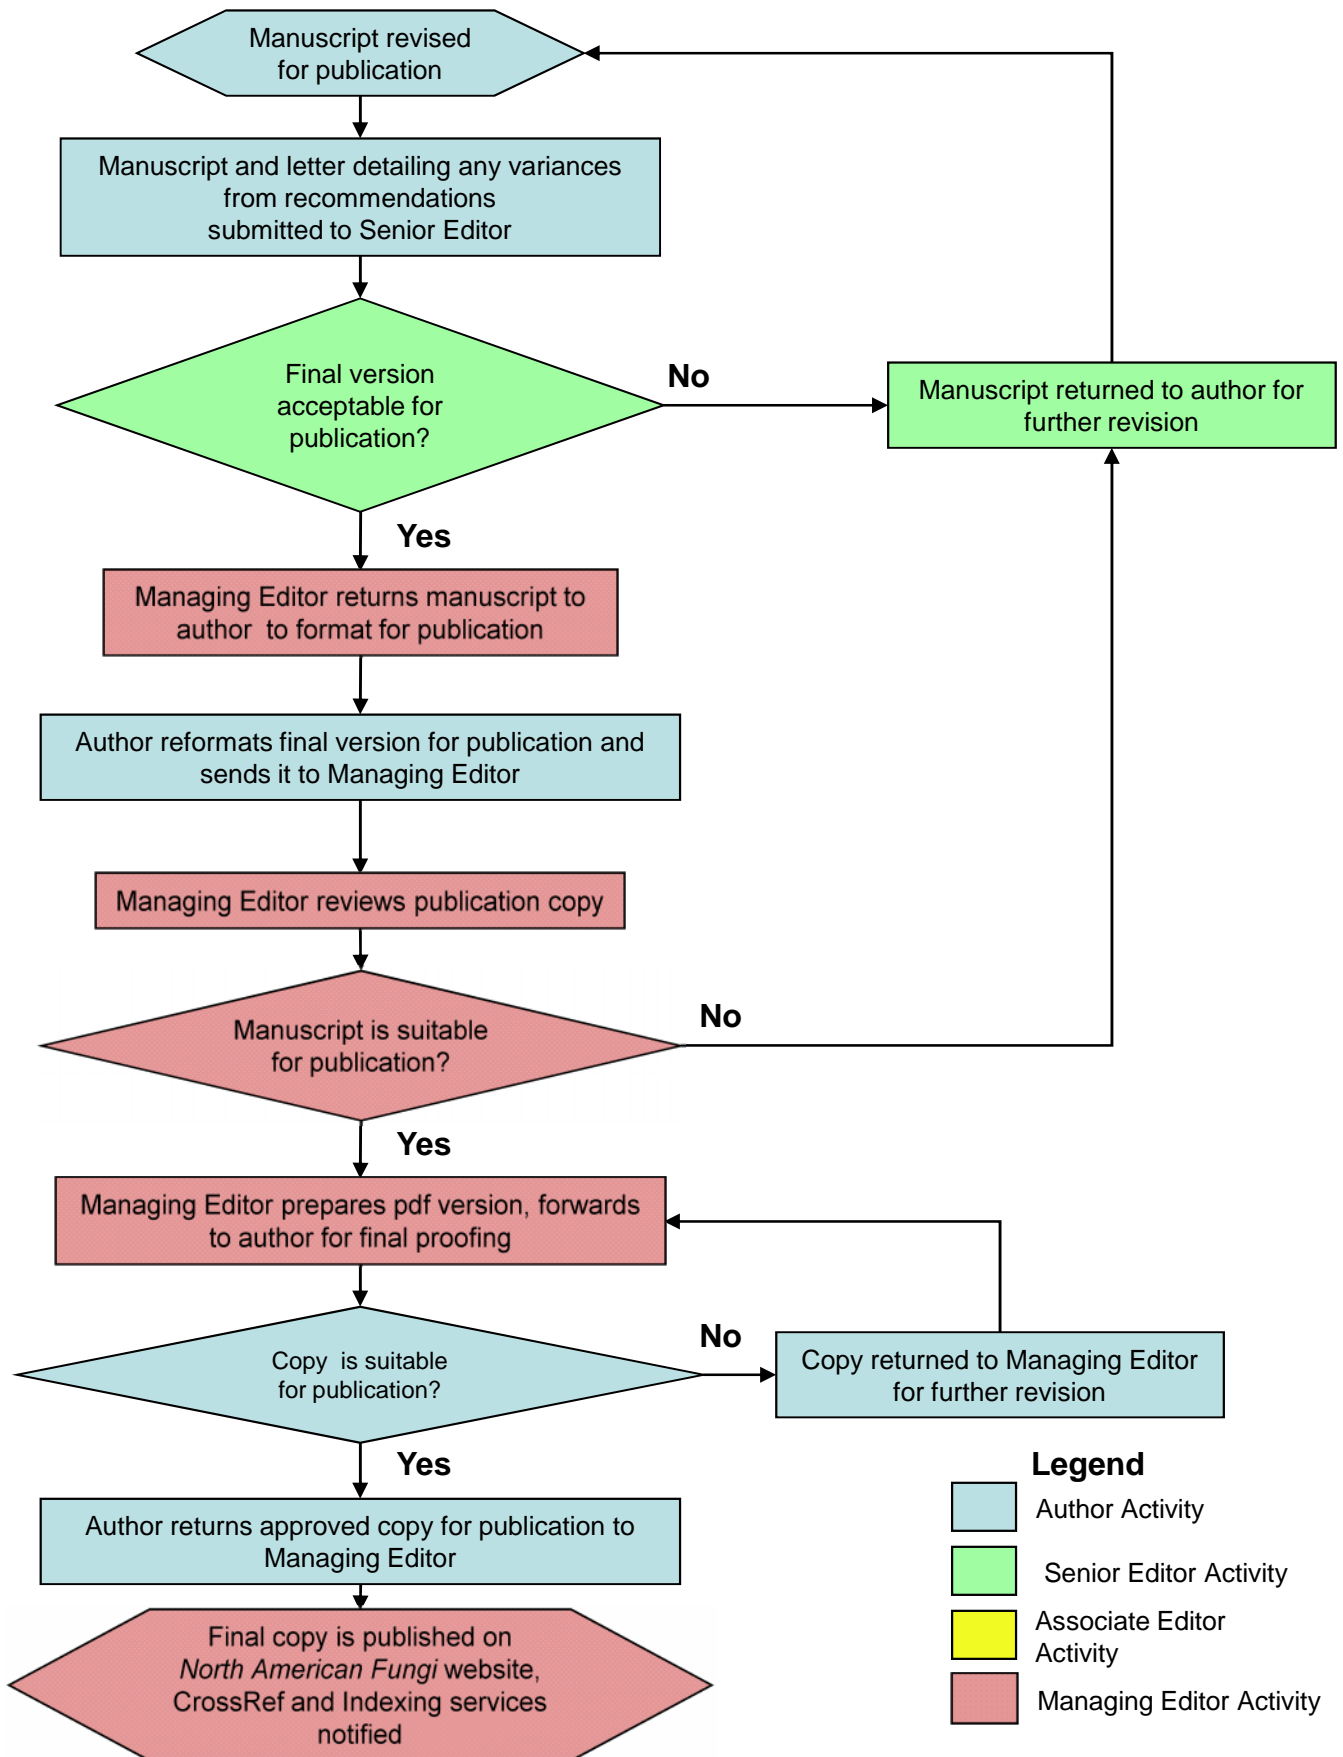 Manuscript revised
for publication
Manuscript and letter detailing any variances
from recommendations
submitted to Senior Editor
Final version
acceptable for
publication?
No
Manuscript returned to author for
further revision
Yes
Managing Editor returns manuscript to
author to format for publication
Author reformats final version for publication and
sends it to Managing Editor
Managing Editor reviews publication copy
Manuscript is suitable
for publication?
No
Yes
Managing Editor prepares pdf version, forwards
to author for final proofing
Copy is suitable
for publication?
No
Copy returned to Managing Editor
for further revision
Yes
Author returns approved copy for publication to
Managing Editor
Final copy is published on
North American Fungi website,
CrossRef and Indexing services
notified
Legend
Author Activity
Senior Editor Activity
Associate Editor
Activity
Managing Editor Activity